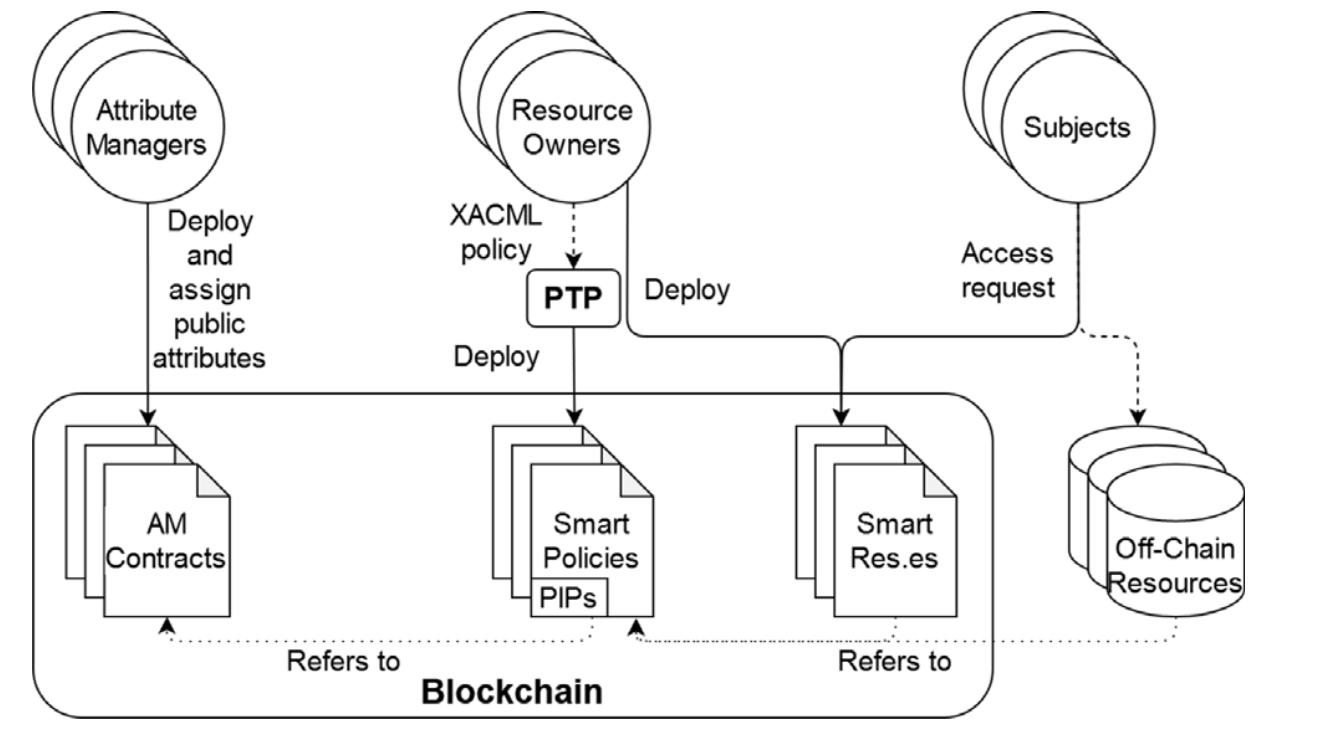 Attribute
Managers
Resource
Owners
Subjects
Deploy
and
assign
public
attributes
XACML
policy
PTP
Deploy
Deploy
Access
request
AM
Contracts
Smart
Policies
PIPs
Smart
Res.es
Off-Chain
Resources
Refers to
Refers to
Blockchain